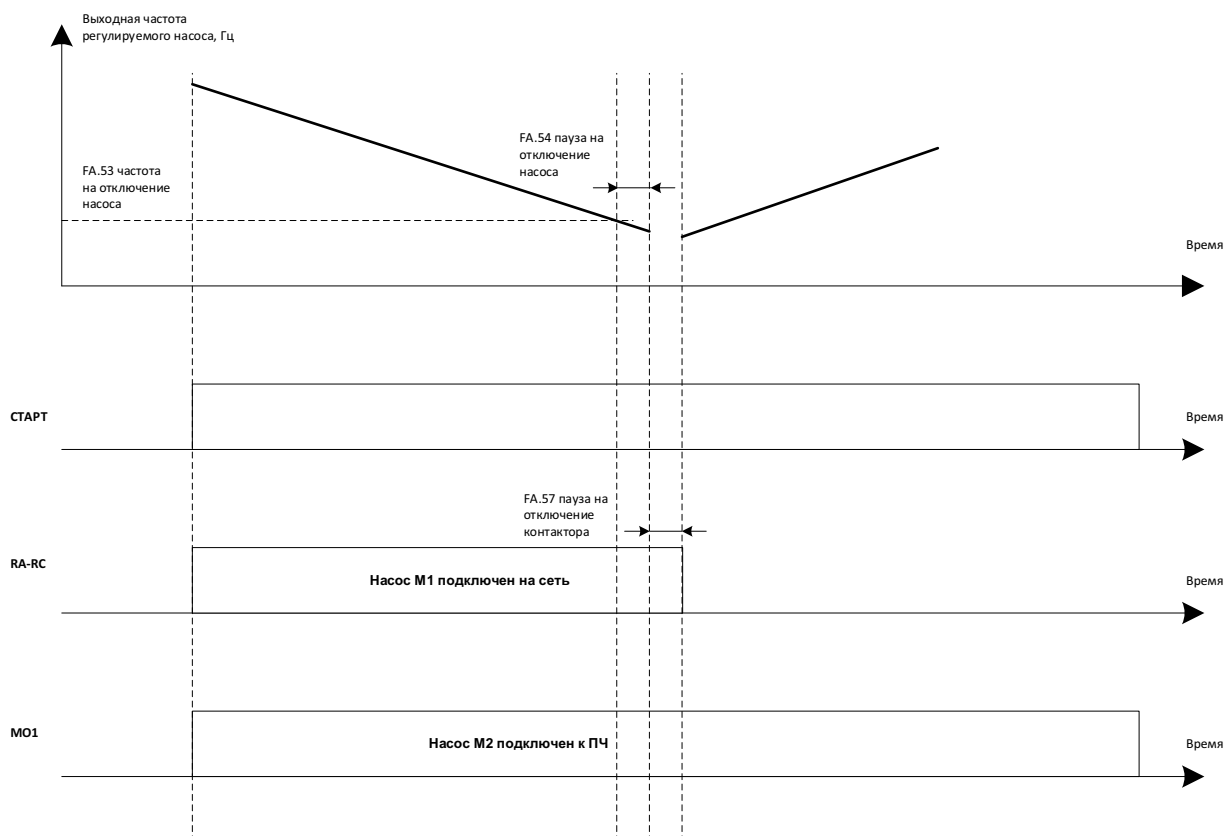 Выходная частота
регулируемого насоса, Гц
FA.54 пауза на
отключение
насоса
FA.53 частота
на отключение
насоса
Время
СТАРТ
Время
FA.57 пауза на
отключение
контактора
RA-RC
Насос М1 подключен на сеть
Время
МО1
Насос М2 подключен к ПЧ
Время